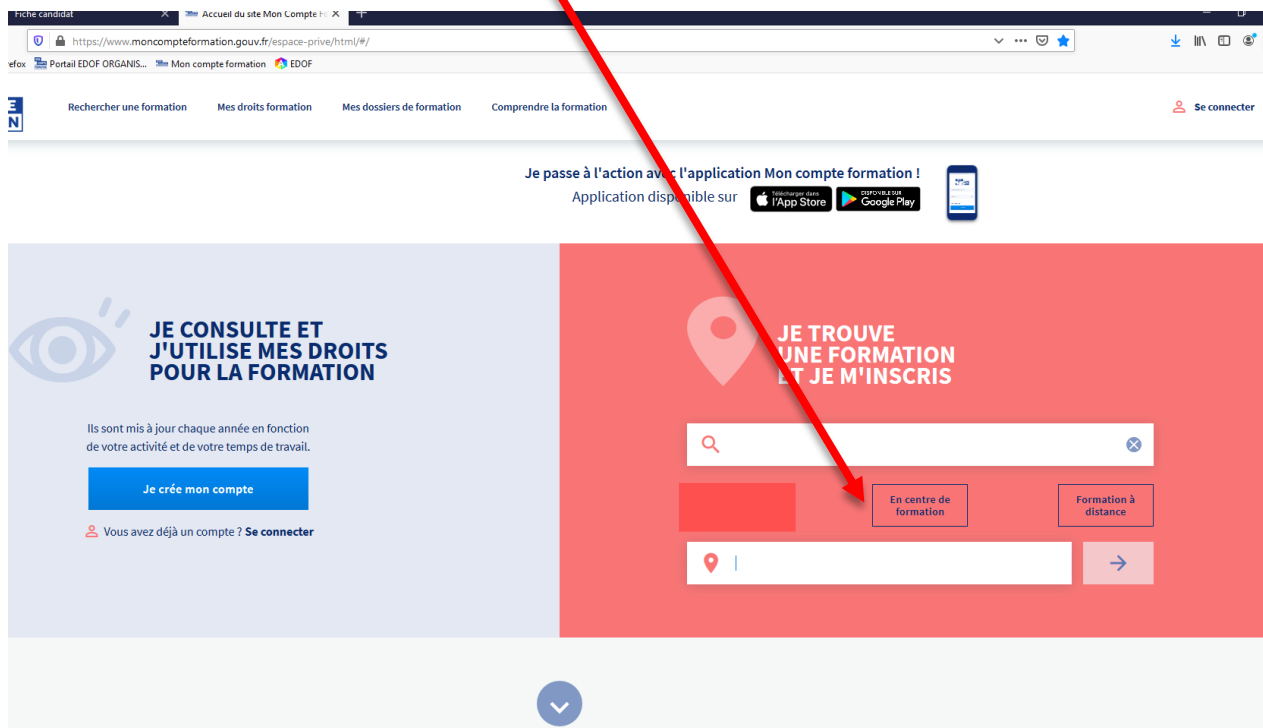 Fiche candidat
Accueil du site Mon Compte Fo
https://www.moncompteformation.gouv.fr/espace-prive/html/#/
efox Portail EDOF ORGANIS... Mon compte formation EDOF
E
N
Rechercher une formation Mes droits formation Mes dossiers de formation Comprendre la formation
Se connecter
Je passe à l'action avec l'application Mon compte formation !
Application disponible sur
Télécharger dans
l'App Store
DISPONIBLE SUR
Google Play
JE CONSULTE ET
J'UTILISE MES DROITS
POUR LA FORMATION
Ils sont mis à jour chaque année en fonction
de votre activité et de votre temps de travail.
Je crée mon compte
Vous avez déjà un compte ? Se connecter
JE TROUVE
UNE FORMATION
ET JE M'INSCRIS
En centre de
formation
Formation à
distance